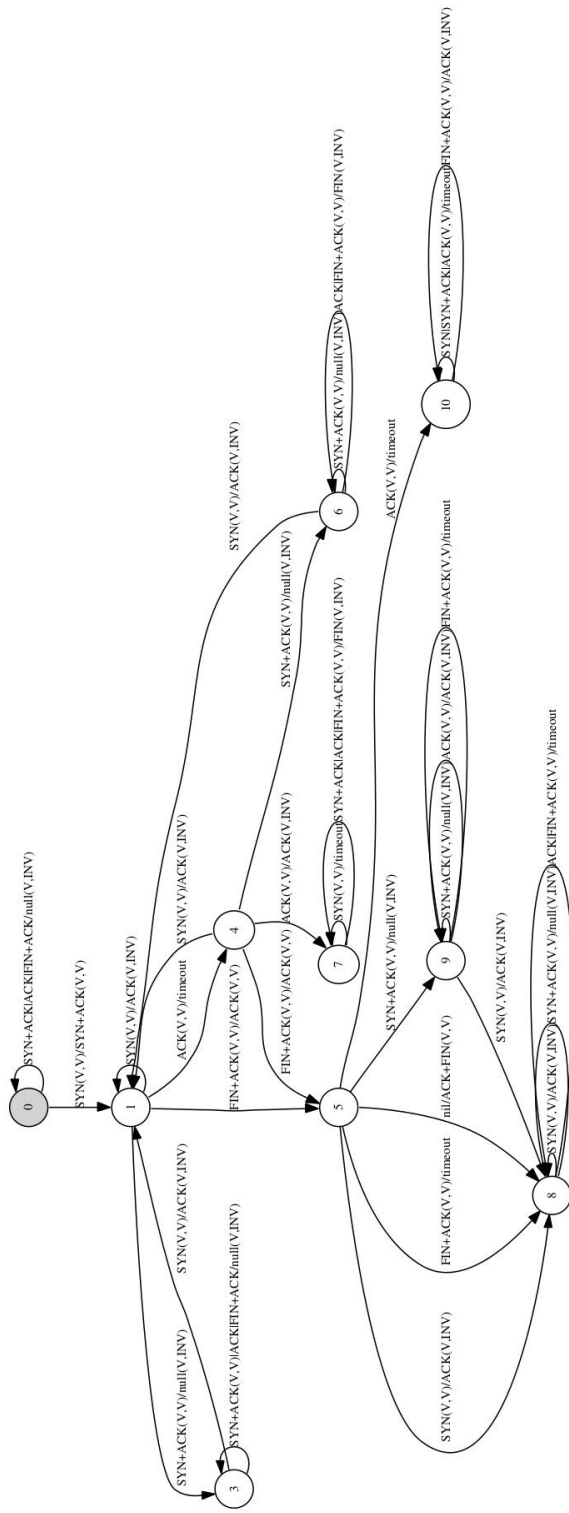 0
SYN+ACK|ACK|FIN+ACK/null(V,INV)
SYN(V,V)/SYN+ACK(V,V)
1
SYN(V,V)/ACK(V,INV)
SYN(V,V)/ACK(V,INV)
ACK(V,V)/timeout
SYN(V,V)/ACK(V,INV)
FIN+ACK(V,V)/ACK(V,V)
SYN(V,V)/ACK(V,INV)
SYN+ACK(V,V)/null(V,INV)
3
SYN+ACK(V,V)|ACK|FIN+ACK/null(V,INV)
4
FIN+ACK(V,V)/ACK(V,V)
ACK(V,V)/ACK(V,INV)
SYN+ACK(V,V)/null(V,INV)
6
SYN+ACK(V,V)/null(V,INV)
ACK|FIN+ACK(V,V)/FIN(V,INV)
7
SYN(V,V)/timeout
SYN+ACK|ACK|FIN+ACK(V,V)/FIN(V,INV)
5
SYN(V,V)/ACK(V,INV)
FIN+ACK(V,V)/timeout
nil/ACK+FIN(V,V)
SYN+ACK(V,V)/null(V,INV)
ACK(V,V)/timeout
9
SYN(V,V)/ACK(V,INV)
SYN+ACK(V,V)/null(V,INV)
ACK(V,V)/ACK(V,INV)
FIN+ACK(V,V)/timeout
10
SYN|SYN+ACK|ACK(V,V)/timeout
FIN+ACK(V,V)/ACK(V,INV)
8
SYN(V,V)/ACK(V,INV)
SYN+ACK(V,V)/null(V,INV)
ACK|FIN+ACK(V,V)/timeout